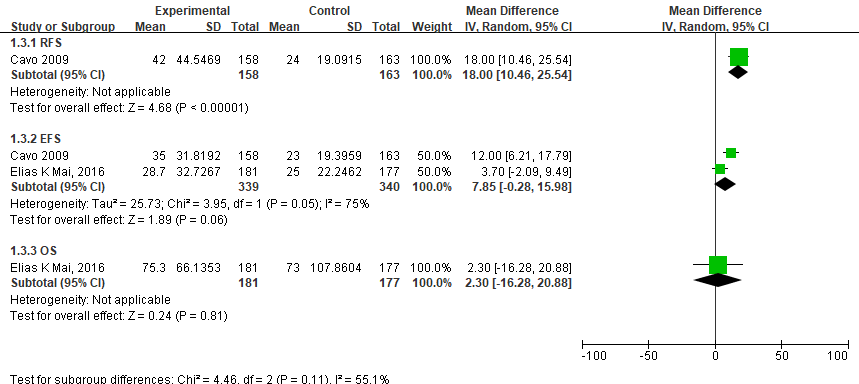 Experimental Control Mean Difference Mean Difference
Study or Subgroup Mean SD Total Mean SD Total Weight IV, Random, 95% CI IV, Random, 95% CI
1.3.1 RFS
Cavo 2009 42 44.5469 158 24 19.0915 163 100.0% 18.00 [10.46, 25.54]
Subtotal (95% CI) 158 163 100.0% 18.00 [10.46, 25.54]
Heterogeneity: Not applicable
Test for overall effect: Z = 4.68 (P < 0.00001)
1.3.2 EFS
Cavo 2009 35 31.8192 158 23 19.3959 163 50.0% 12.00 [6.21, 17.79]
Elias K Mai, 2016 28.7 32.7267 181 25 22.2462 177 50.0% 3.70 [-2.09, 9.49]
Subtotal (95% CI) 339 340 100.0% 7.85 [-0.28, 15.98]
Heterogeneity: Tau² = 25.73; Chi² = 3.95, df = 1 (P = 0.05); I² = 75%
Test for overall effect: Z = 1.89 (P = 0.06)
1.3.3 OS
Elias K Mai, 2016 75.3 66.1353 181 73 107.8604 177 100.0% 2.30 [-16.28, 20.88]
Subtotal (95% CI) 181 177 100.0% 2.30 [-16.28, 20.88]
Heterogeneity: Not applicable
Test for overall effect: Z = 0.24 (P = 0.81)
-100 -50 0 50 100
Test for subgroup differences: Chi² = 4.46, df = 2 (P = 0.11), I² = 55.1%